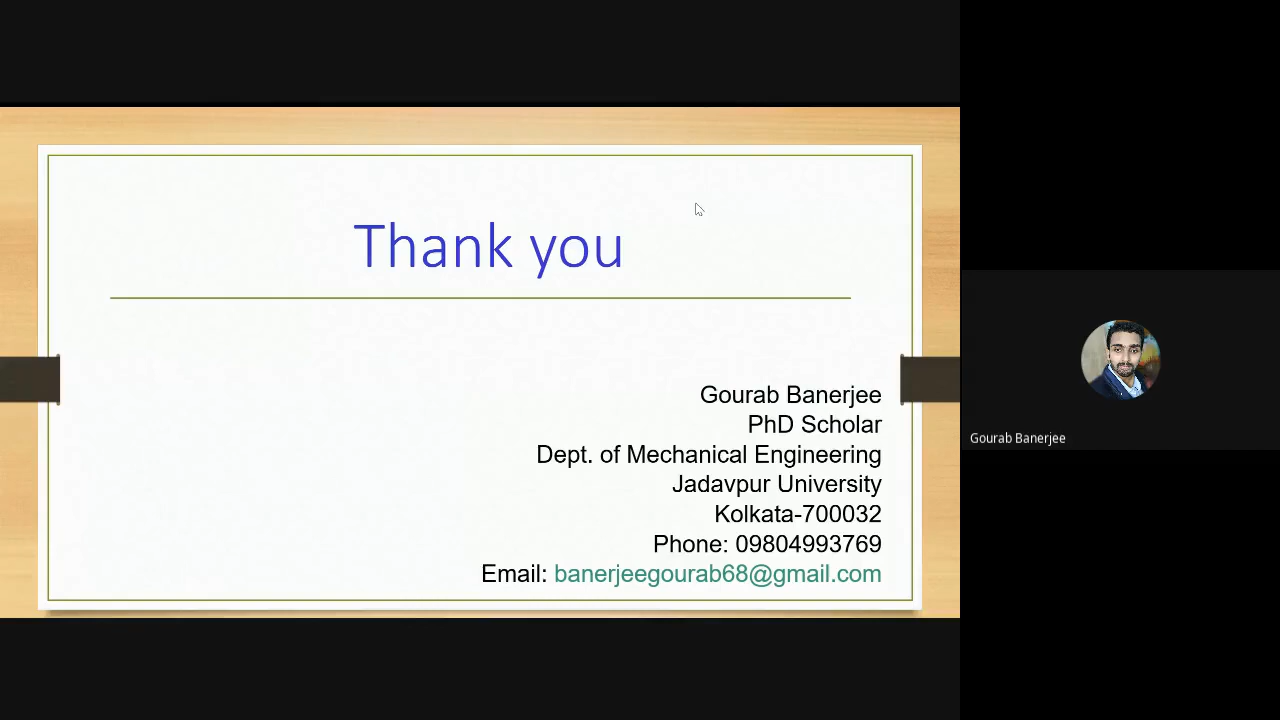 Thank you
Gourab Banerjee
PhD Scholar
Dept. of Mechanical Engineering
Jadavpur University
Kolkata-700032
Phone: 09804993769
Email: banerjeegourab68@gmail.com
Gourab Banerjee